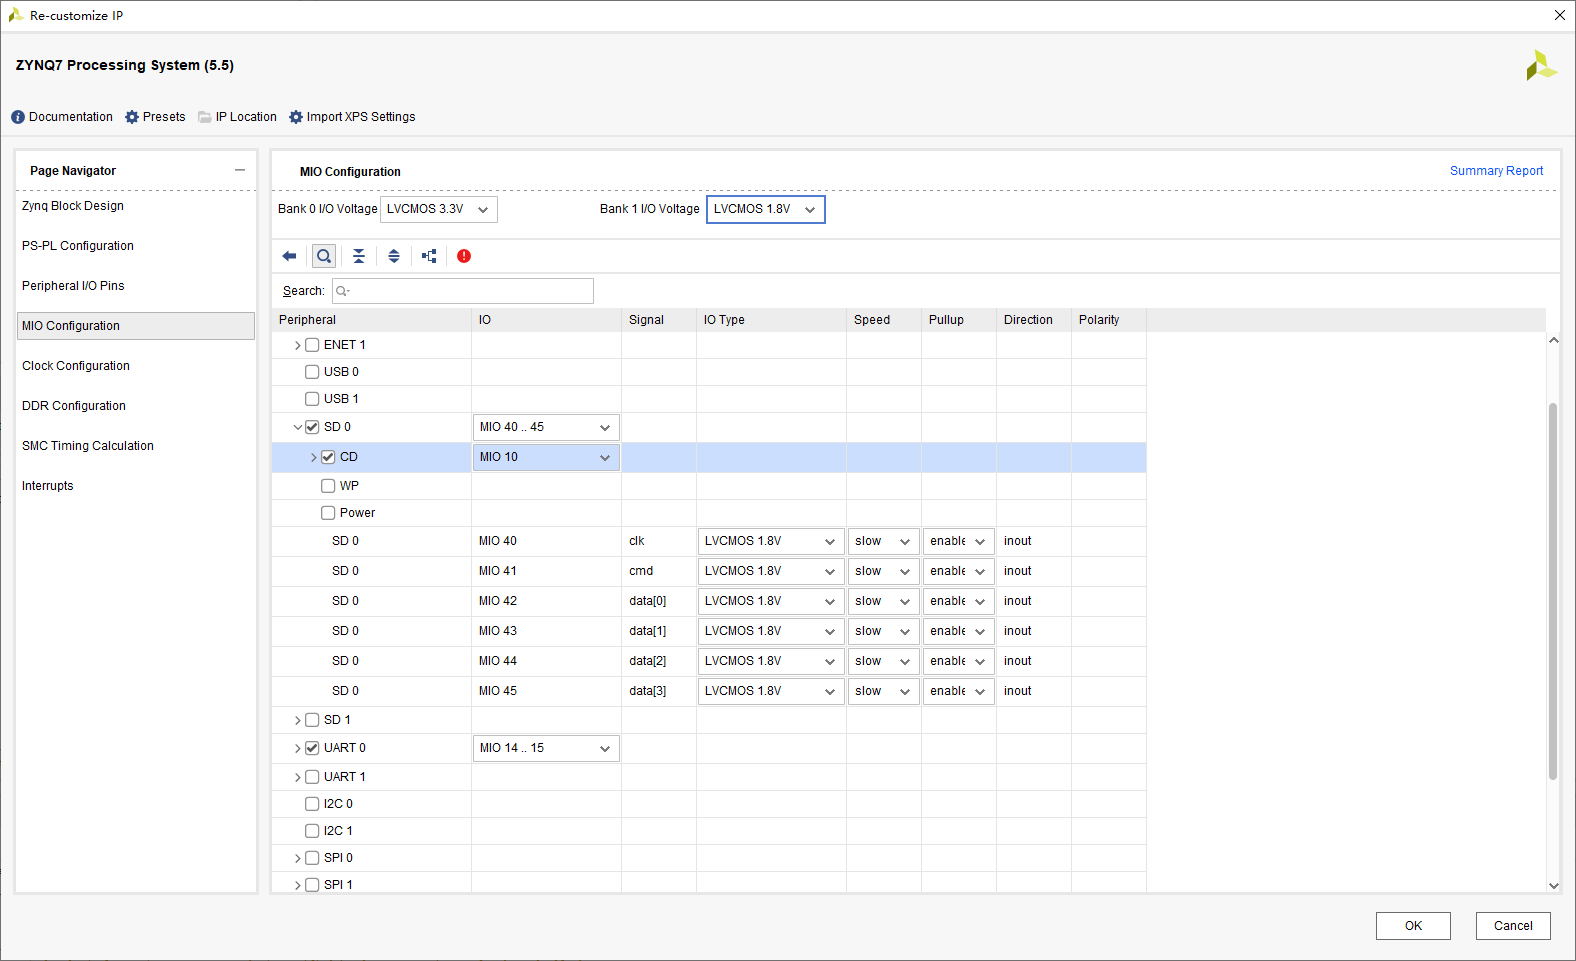 Re-customize IP
ZYNQ7 Processing System (5.5)
Documentation Presets IP Location Import XPS Settings
Page Navigator
Zynq Block Design
PS-PL Configuration
Peripheral I/O Pins
MIO Configuration
Clock Configuration
DDR Configuration
SMC Timing Calculation
Interrupts
MIO Configuration Summary Report
Bank 0 I/O Voltage LVCMOS 3.3V Bank 1 I/O Voltage LVCMOS 1.8V
Search:
Peripheral IO Signal IO Type Speed Pullup Direction Polarity
ENET 1
USB 0
USB 1
SD 0 MIO 40 .. 45
CD MIO 10
WP
Power
SD 0 MIO 40 clk LVCMOS 1.8V slow enable inout
SD 0 MIO 41 cmd LVCMOS 1.8V slow enable inout
SD 0 MIO 42 data[0] LVCMOS 1.8V slow enable inout
SD 0 MIO 43 data[1] LVCMOS 1.8V slow enable inout
SD 0 MIO 44 data[2] LVCMOS 1.8V slow enable inout
SD 0 MIO 45 data[3] LVCMOS 1.8V slow enable inout
SD 1
UART 0 MIO 14 .. 15
UART 1
I2C 0
I2C 1
SPI 0
SPI 1
OK Cancel